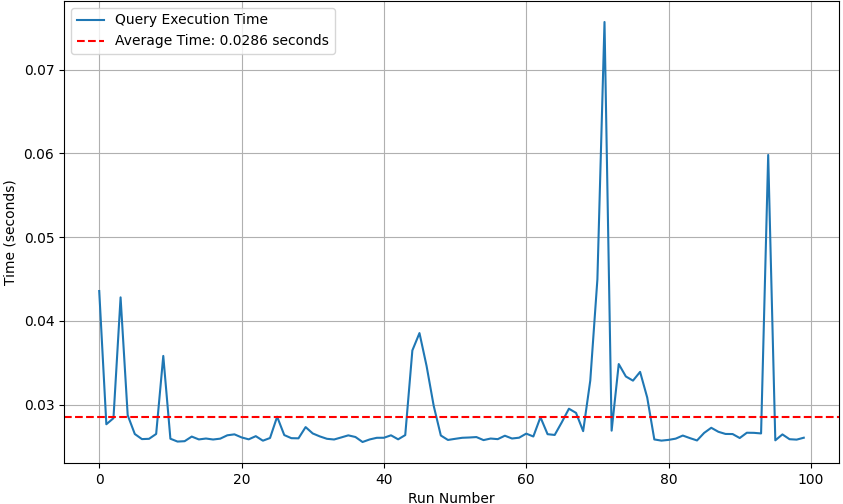 Query Execution Time
Average Time: 0.0286 seconds
0.07
0.06
0.05
0.04
0.03
Time (seconds)
0 20 40 60 80 100
Run Number